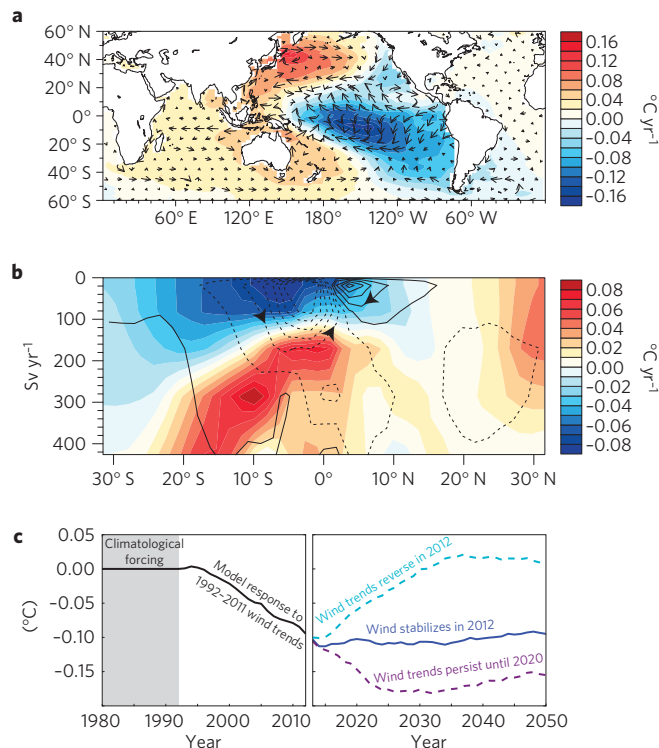 a
60° N
40° N
20° N
0°
20° S
40° S
60° S
60° E 120° E 180° 120° W 60° W
0.16
0.12
0.08
0.04
0.00
−0.04
−0.08
−0.12
−0.16
°C yr−1
b
Sv yr−1
0
100
200
300
400
30° S 20° S 10° S 0° 10° N 20° N 30° N
0.08
0.06
0.04
0.02
0.00
−0.02
−0.04
−0.06
−0.08
°C yr−1
c
(°C)
0.05
0.00
−0.05
−0.10
−0.15
Climatological
forcing
Model response to
1992–2011 wind trends
Wind trends reverse in 2012
Wind stabilizes in 2012
Wind trends persist until 2020
1980 1990 2000 2010
2020 2030 2040 2050
Year Year